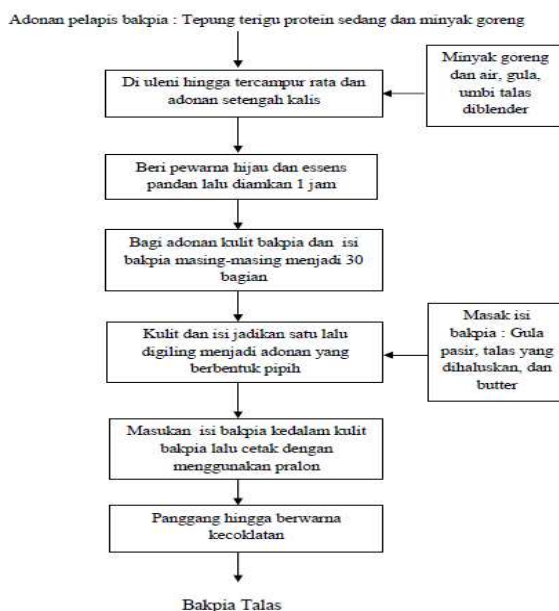 Adonan pelapis bakpia : Tepung terigu protein sedang dan minyak goreng
Di uleni hingga tercampur rata dan
adonan setengah kalis
Minyak goreng
dan air, gula,
umbi talas
diblender
Beri pewarna hijau dan essens
pandan lalu diamkan 1 jam
Bagi adonan kulit bakpia dan isi
bakpia masing-masing menjadi 30
bagian
Kulit dan isi jadikan satu lalu
digiling menjadi adonan yang
berbentuk pipih
Masak isi
bakpia : Gula
pasir, talas yang
dihaluskan, dan
butter
Masukan isi bakpia kedalam kulit
bakpia lalu cetak dengan
menggunakan pralon
Panggang hingga berwarna
kecoklatan
Bakpia Talas